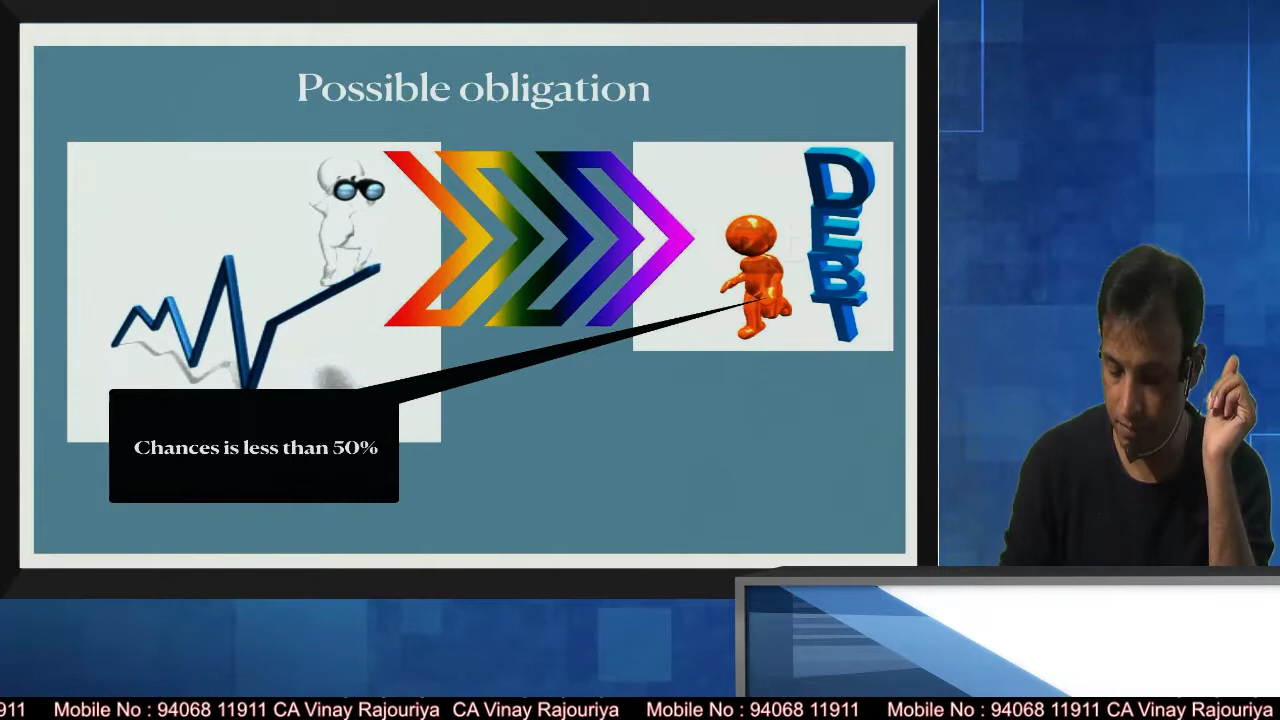 Possible obligation
DEBT
Chances is less than 50%
911 Mobile No : 94068 11911 CA Vinay Rajouriya CA Vinay Rajouriya Mobile No : 94068 11911 Mobile No : 94068 11911 CA Vinay Rajouriya